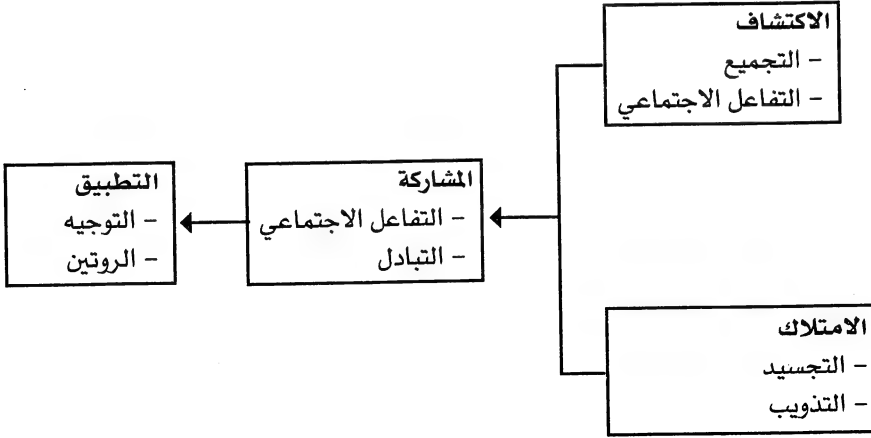 الاكتشاف
– التجميع
– التفاعل الاجتماعي
الامتلاك
– التجسيد
– التذويب
المشاركة
– التفاعل الاجتماعي
– التبادل
التطبيق
– التوجيه
– الروتين